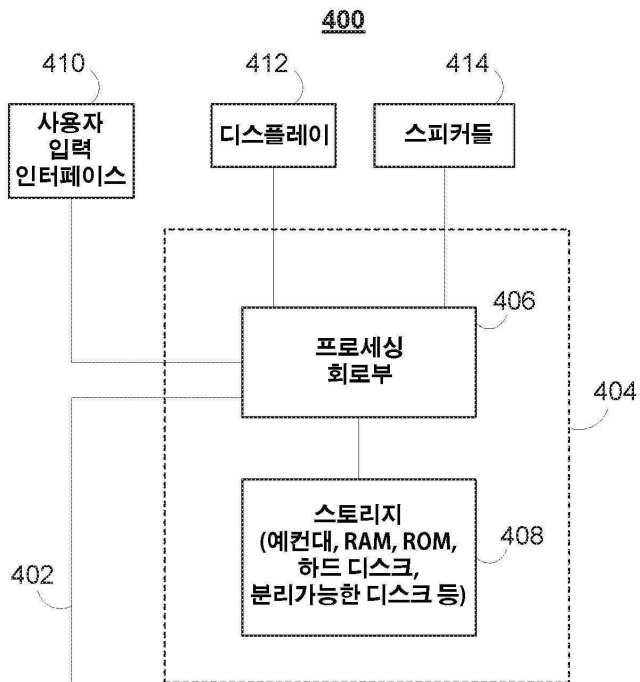 400
410
412
414
사용자
입력
인터페이스
디스플레이
스피커들
406
프로세싱
회로부
404
스토리지
(예컨대, RAM, ROM,
하드 디스크,
분리가능한 디스크 등)
408
402